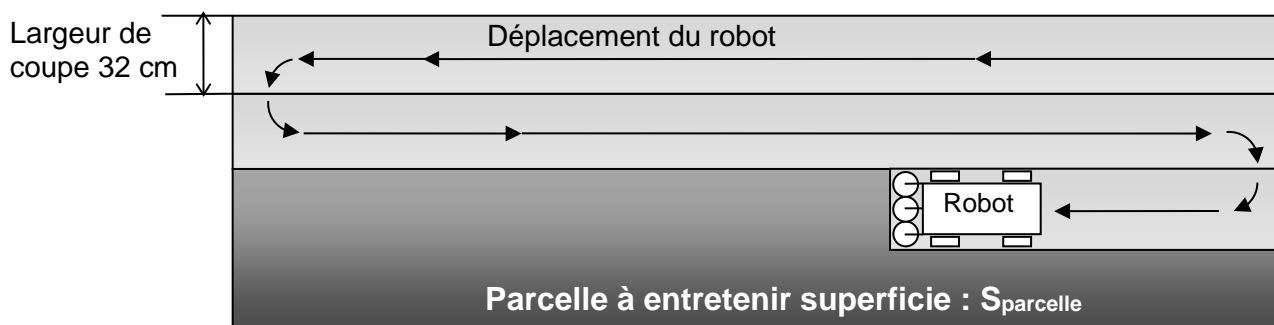 Largeur de
coupe 32 cm
Déplacement du robot
Robot
Parcelle à entretenir superficie : Sparcelle